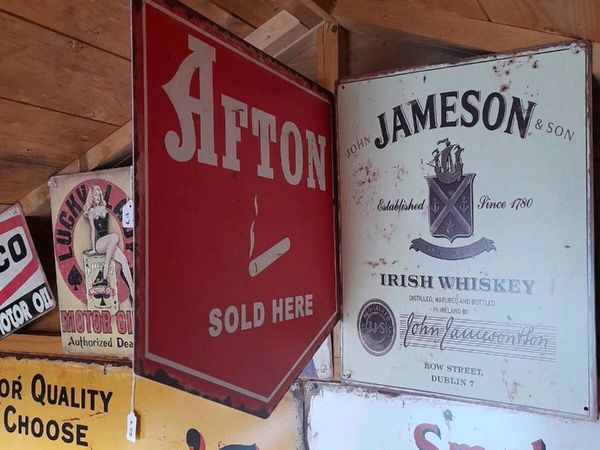 AFTON
SOLD HERE
JOHN JAMESON & SON
Established Since 1780
IRISH WHISKEY
DISTILLED, MATURED AND BOTTLED
IN IRELAND BY
John Jameson & Son
BOW STREET,
DUBLIN 7
J.J.&S
LUCKY
MOTOR
Authorized Dea
CO
MOTOR OIL
or Quality
Choose